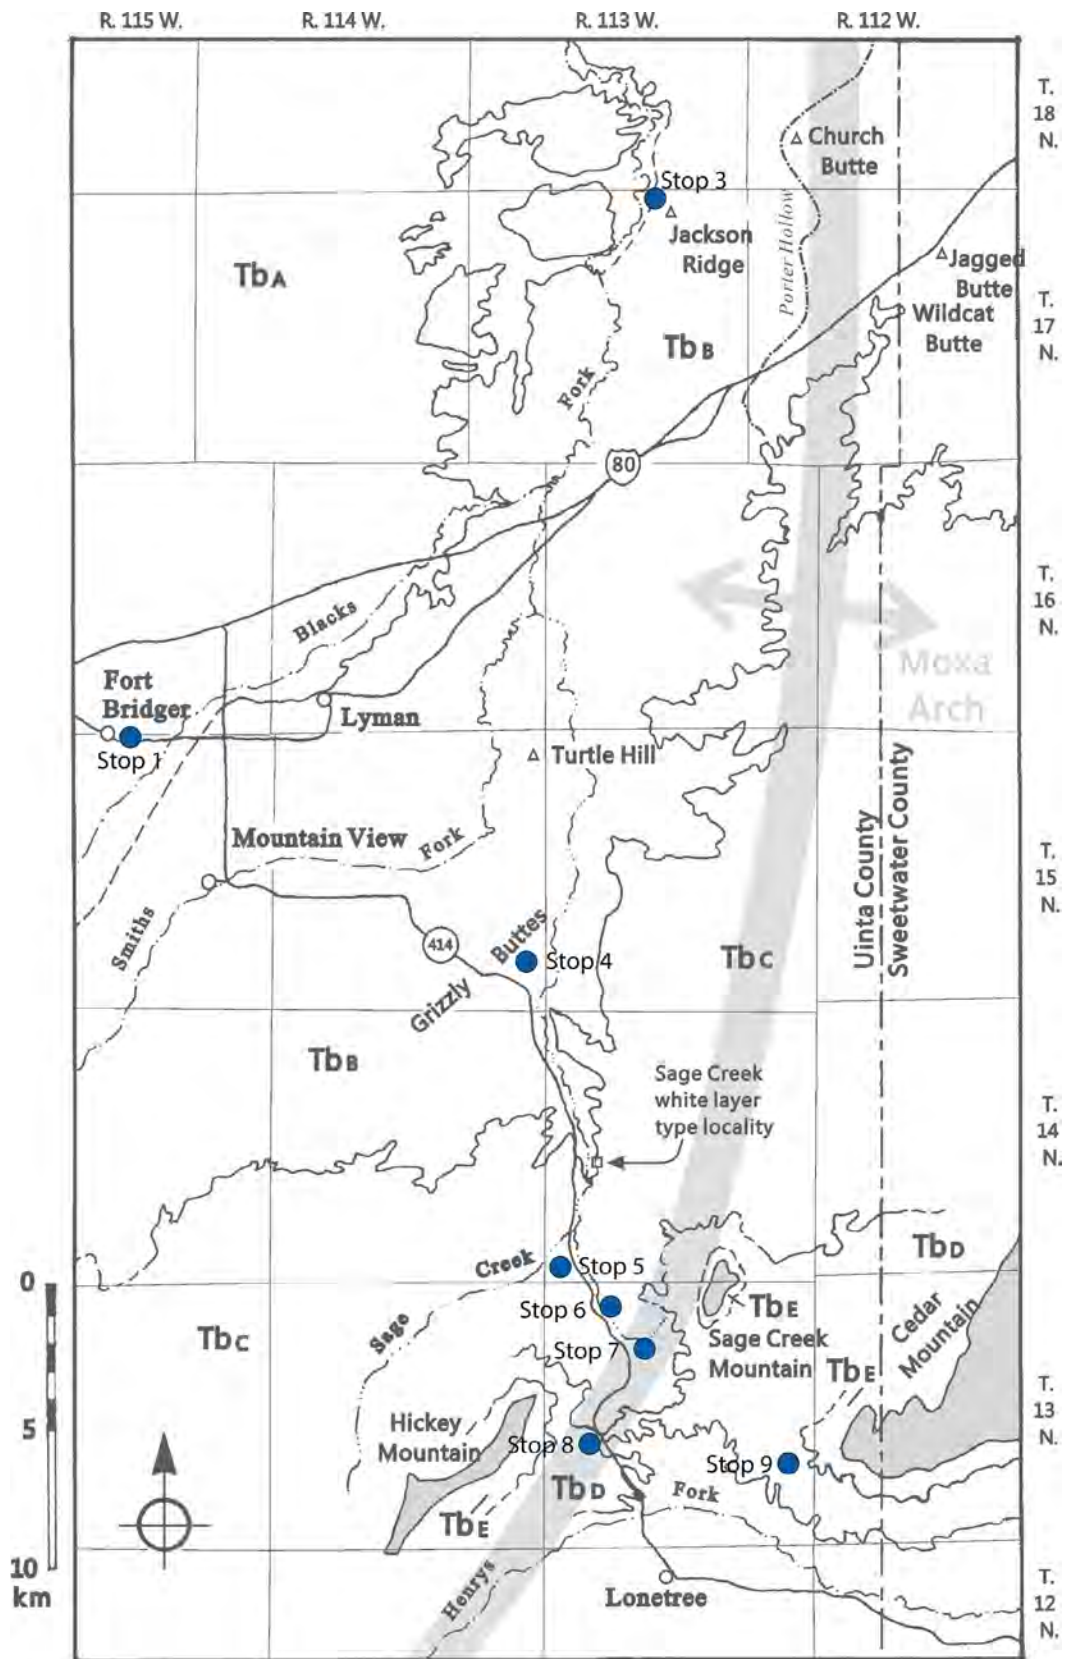 R. 115 W.
R. 114 W.
R. 113 W.
R. 112 W.
T.
18
N.
Church
Butte
Stop 3
Jackson
Ridge
Porter Hollow
Jagged
Butte
TbA
T.
17
N.
Wildcat
Butte
TbB
Fork
80
T.
16
N.
Blacks
Moxa
Arch
Fort
Bridger
Lyman
Stop 1
Turtle Hill
Mountain View
Fork
T.
15
N.
Uinta County
Sweetwater County
Smiths
Buttes
414
Stop 4
TbC
Grizzly
TbB
Sage Creek
white layer
type locality
T.
14
N.
TbD
Creek
Stop 5
0
Stop 6
TbE
Sage
TbC
Stop 7
Sage Creek
Mountain
Cedar
Mountain
TbE
T.
13
N.
5
Hickey
Mountain
Stop 8
Stop 9
TbD
Fork
TbE
10
km
Henrys
Lonetree
T.
12
N.